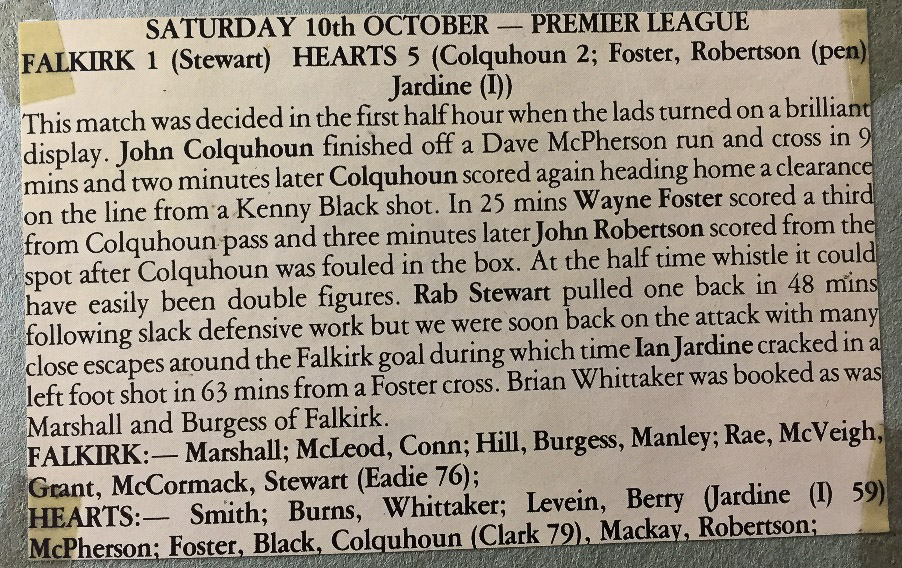 SATURDAY 10th OCTOBER — PREMIER LEAGUE
FALKIRK 1 (Stewart) HEARTS 5 (Colquhoun 2; Foster, Robertson (pen)
Jardine (I))
This match was decided in the first half hour when the lads turned on a brilliant
display. John Colquhoun finished off a Dave McPherson run and cross in 9
mins and two minutes later Colquhoun scored again heading home a clearance
on the line from a Kenny Black shot. In 25 mins Wayne Foster scored a third
from Colquhoun pass and three minutes later John Robertson scored from the
spot after Colquhoun was fouled in the box. At the half time whistle it could
have easily been double figures. Rab Stewart pulled one back in 48 mins
following slack defensive work but we were soon back on the attack with many
close escapes around the Falkirk goal during which time Ian Jardine cracked in a
left foot shot in 63 mins from a Foster cross. Brian Whittaker was booked as was
Marshall and Burgess of Falkirk.
FALKIRK:— Marshall; McLeod, Conn; Hill, Burgess, Manley; Rae, McVeigh,
Grant, McCormack, Stewart (Eadie 76);
HEARTS:— Smith; Burns, Whittaker; Levein, Berry (Jardine (I) 59)
McPherson; Foster, Black, Colquhoun (Clark 79), Mackay, Robertson;